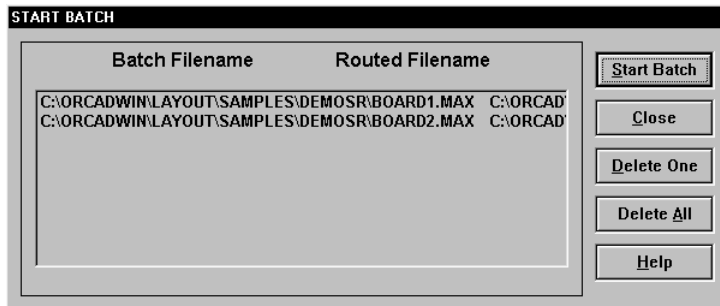 START BATCH
Batch Filename Routed Filename
C:\ORCADWIN\LAYOUT\SAMPLES\DEMOSR\BOARD1.MAX C:\ORCAD
C:\ORCADWIN\LAYOUT\SAMPLES\DEMOSR\BOARD2.MAX C:\ORCAD
Start Batch
Close
Delete One
Delete All
Help